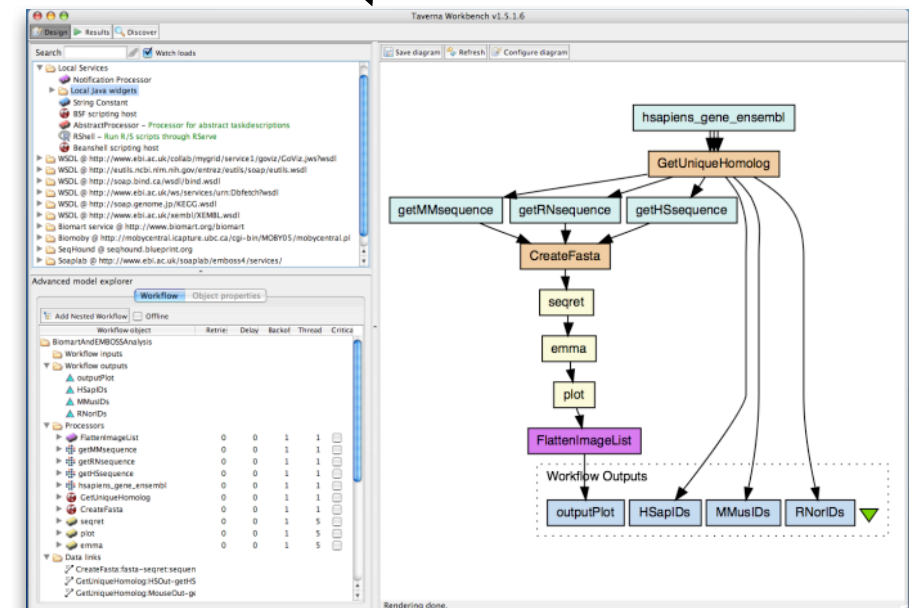 Taverna Workbench v1.5.1.6
Design Results Discover
Search Watch loads
Local Services
Notification Processor
Local Java widgets
String Constant
BSF scripting host
AbstractProcessor - Processor for abstract taskdescriptions
RShell - Run R/S scripts through RServe
Beanshell scripting host
WSDL @ http://www.ebi.ac.uk/collab/mygrid/service1/goviz/GoViz.jws?wsdl
WSDL @ http://eutils.ncbi.nlm.nih.gov/entrez/eutils/soap/eutils.wsdl
WSDL @ http://soap.bind.ca/wsdl/bind.wsdl
WSDL @ http://www.ebi.ac.uk/ws/services/urn:Dbfetch?wsdl
WSDL @ http://soap.genome.jp/KEGG.wsdl
WSDL @ http://www.ebi.ac.uk/xembl/XEMBL.wsdl
Biomart service @ http://www.biomart.org/biomart
Biomoby @ http://mobycentral.icapture.ubc.ca/cgi-bin/MOBY05/mobycentral.pl
SeqHound @ seqhound.blueprint.org
Soaplab @ http://www.ebi.ac.uk/soaplab/emboss4/services/
Advanced model explorer
Workflow Object properties
Add Nested Workflow Offline
Workflow object Retrie Delay Backof Thread Critica
BiomartAndEMBOSSAnalysis
Workflow inputs
Workflow outputs
outputPlot
HSapIDs
MMusIDs
RNorIDs
Processors
FlattenImageList 0 0 1 1
getMMsequence 0 0 1 1
getRNsequence 0 0 1 1
getHSsequence 0 0 1 1
hsapiens_gene_ensembl 0 0 1 1
GetUniqueHomolog 0 0 1 1
CreateFasta 0 0 1 1
seqret 0 0 1 5
plot 0 0 1 5
emma 0 0 1 5
Data links
CreateFasta:fasta-seqret:sequen
GetUniqueHomolog:HSOut-getHS
GetUniqueHomolog:MouseOut-ge
Save diagram Refresh Configure diagram
hsapiens_gene_ensembl
GetUniqueHomolog
getMMsequence getRNsequence getHSsequence
CreateFasta
seqret
emma
plot
FlattenImageList
Workflow Outputs
outputPlot HSapIDs MMusIDs RNorIDs
Rendering done.